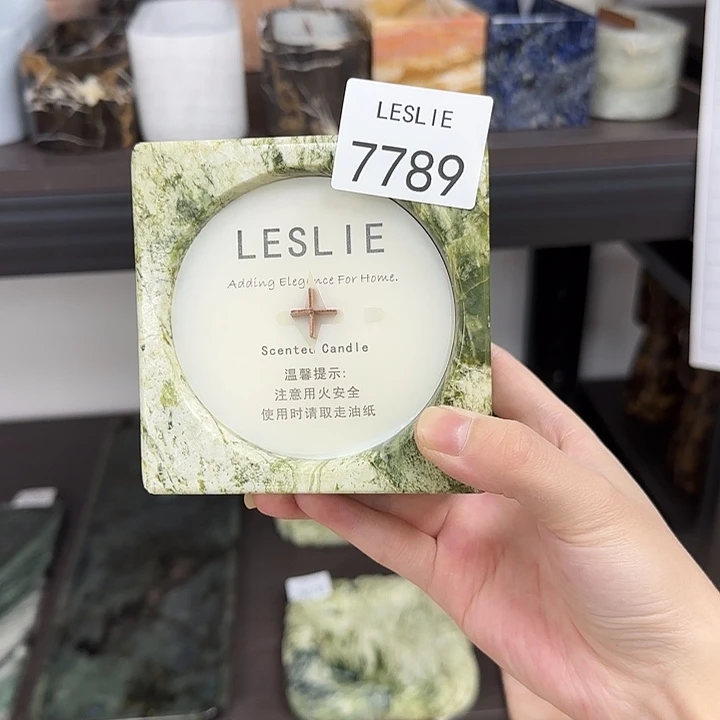 LESLIE
7789
LESLIE
Adding Elegance For Home.
Scented Candle
温馨提示:
注意用火安全
使用时请取走油纸